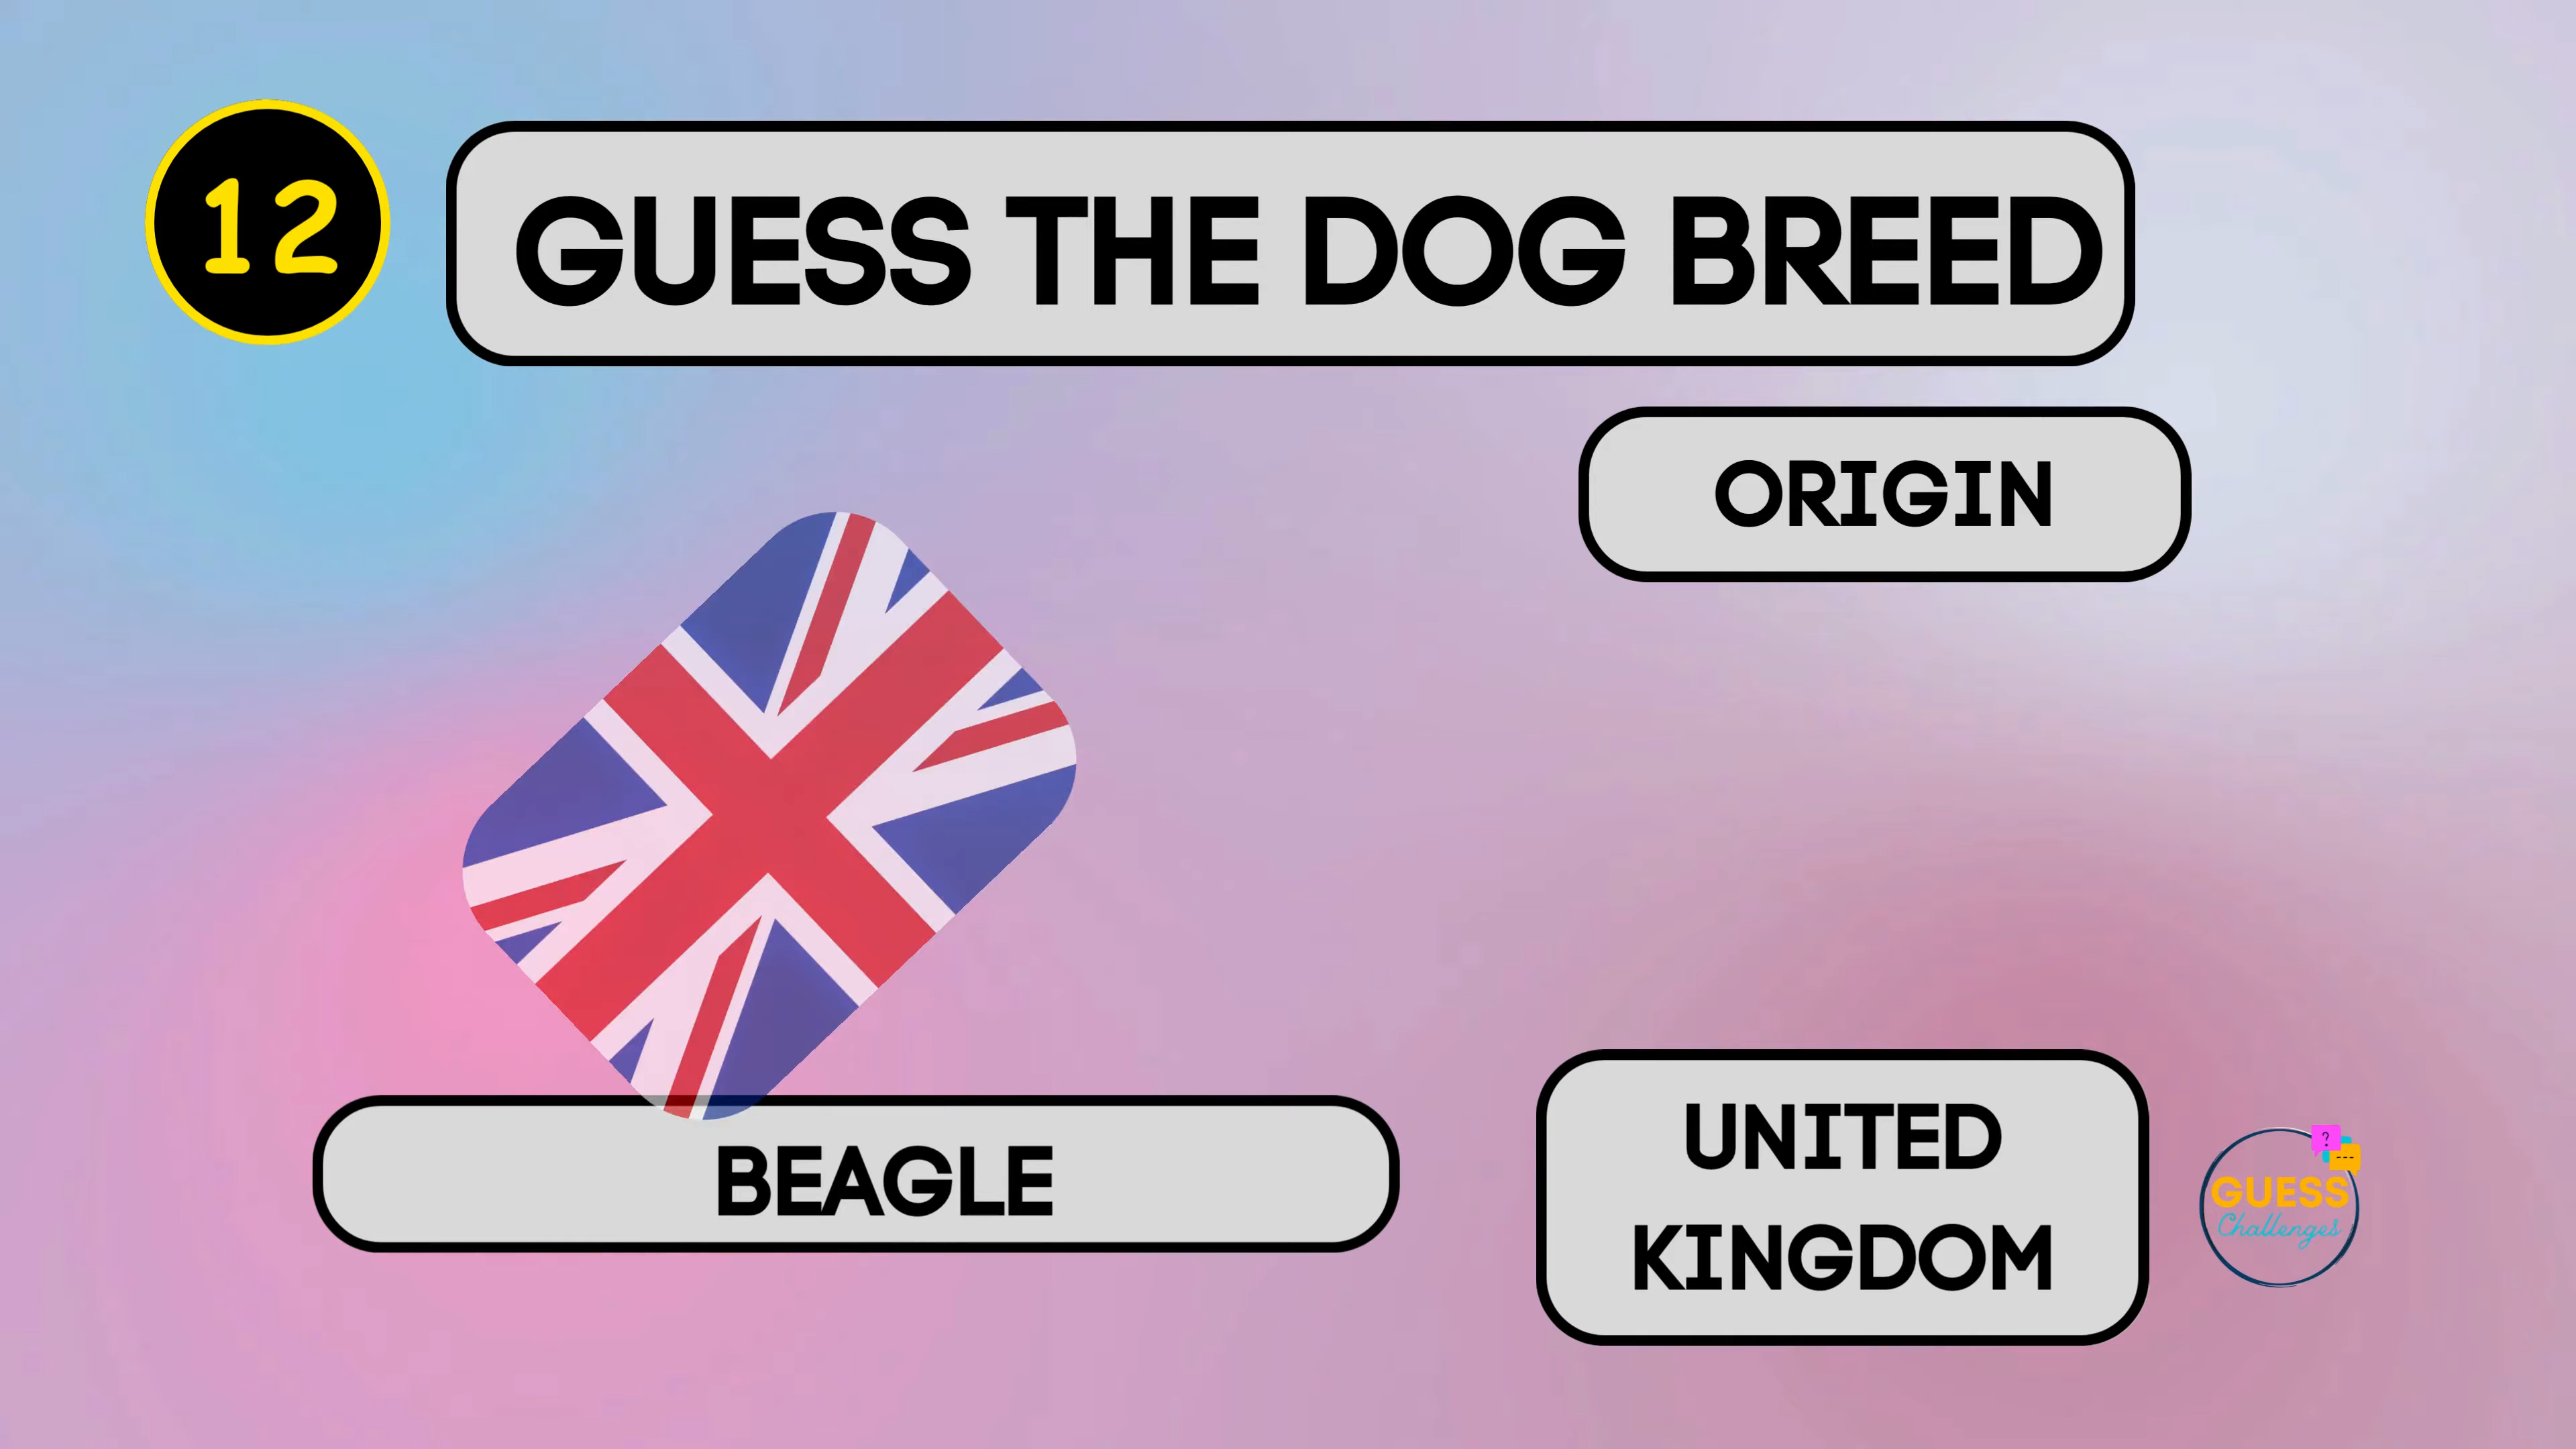 12
GUESS THE DOG BREED
ORIGIN
BEAGLE
UNITED
KINGDOM
?
---
GUESS
Challenges